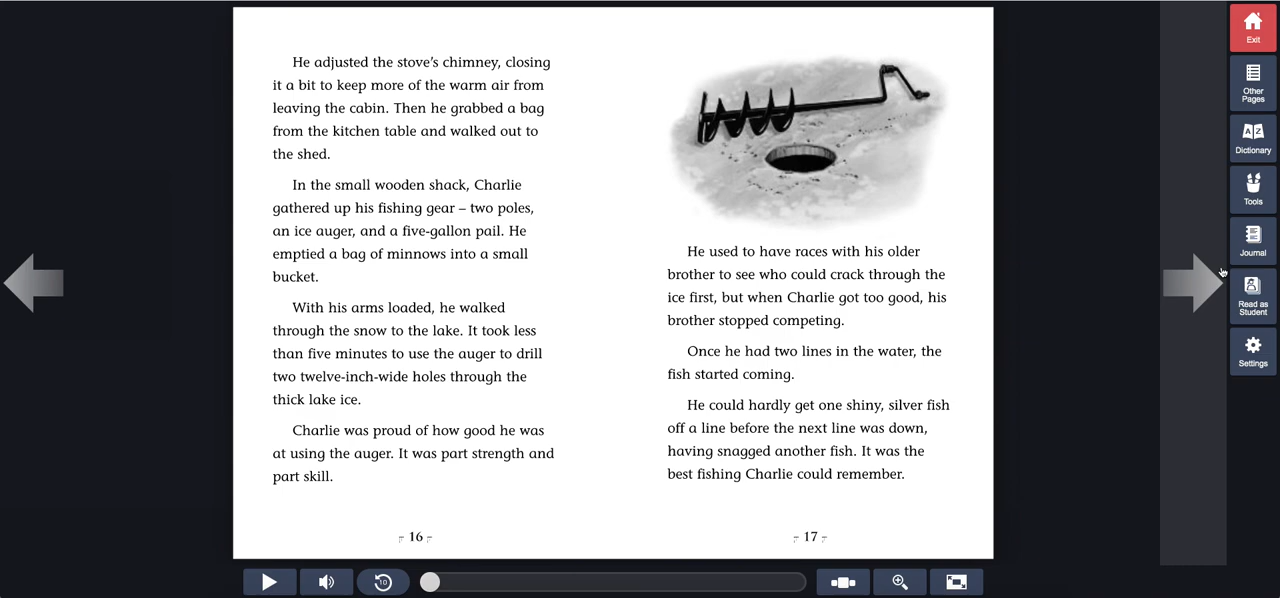 He adjusted the stove’s chimney, closing
it a bit to keep more of the warm air from
leaving the cabin. Then he grabbed a bag
from the kitchen table and walked out to
the shed.
In the small wooden shack, Charlie
gathered up his fishing gear – two poles,
an ice auger, and a five-gallon pail. He
emptied a bag of minnows into a small
bucket.
With his arms loaded, he walked
through the snow to the lake. It took less
than five minutes to use the auger to drill
two twelve-inch-wide holes through the
thick lake ice.
Charlie was proud of how good he was
at using the auger. It was part strength and
part skill.
16
He used to have races with his older
brother to see who could crack through the
ice first, but when Charlie got too good, his
brother stopped competing.
Once he had two lines in the water, the
fish started coming.
He could hardly get one shiny, silver fish
off a line before the next line was down,
having snagged another fish. It was the
best fishing Charlie could remember.
17
Exit
Other
Pages
A Z
Dictionary
Tools
Journal
Read as
Student
Settings
10